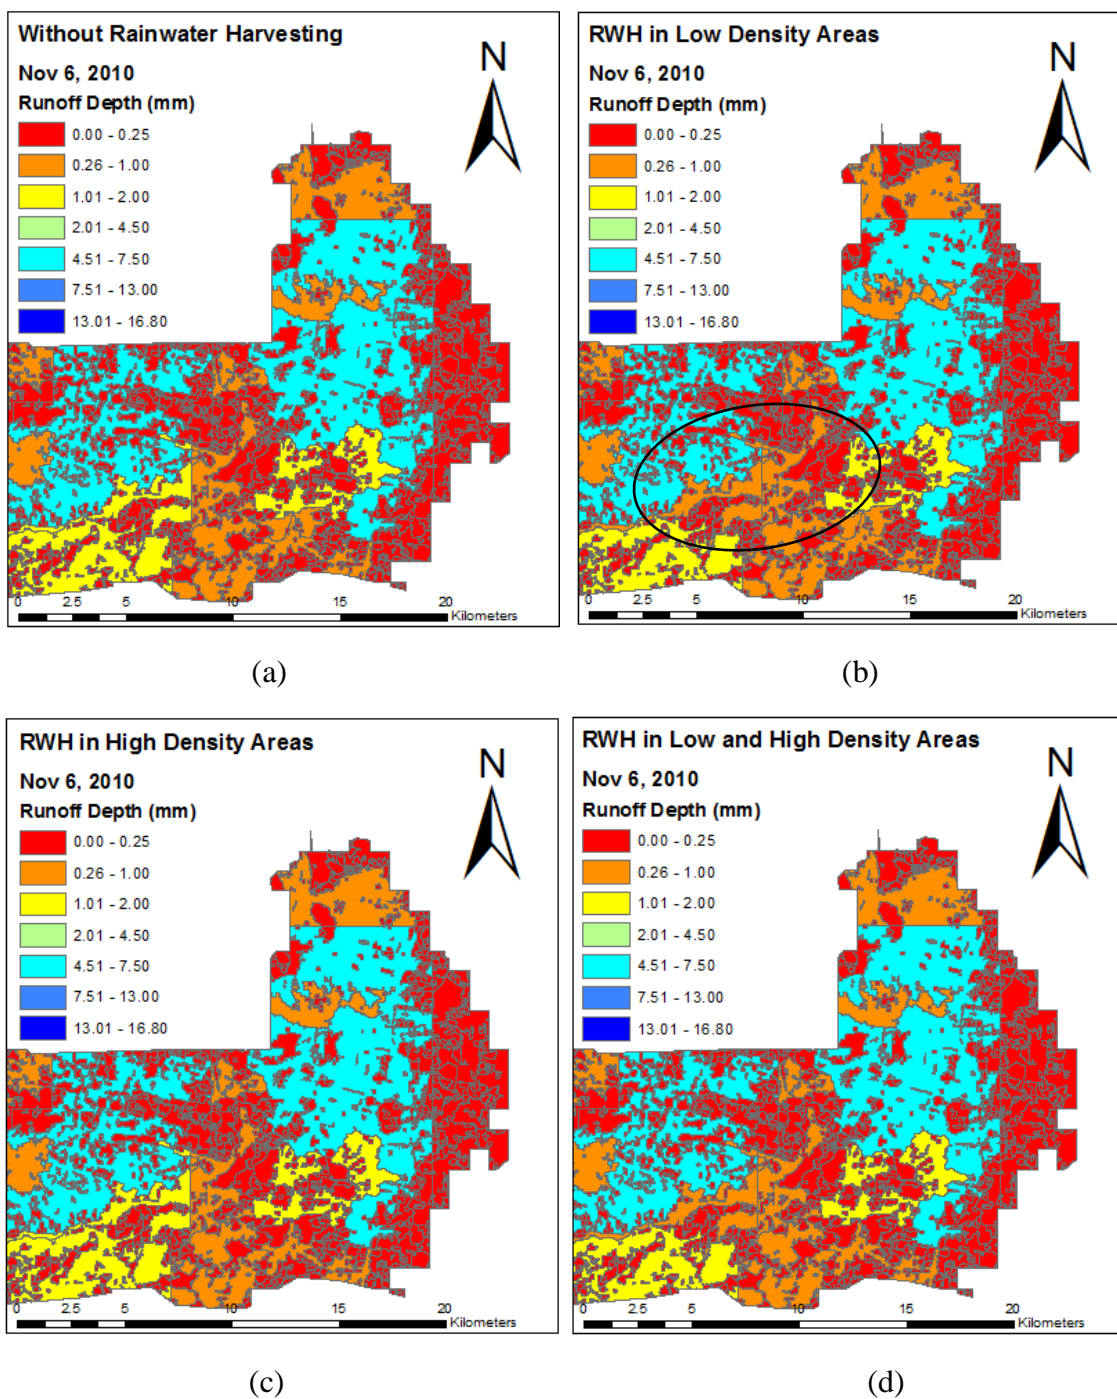 Without Rainwater Harvesting
Nov 6, 2010
Runoff Depth (mm)
0.00 - 0.25
0.26 - 1.00
1.01 - 2.00
2.01 - 4.50
4.51 - 7.50
7.51 - 13.00
13.01 - 16.80
N
0 2.5 5 10 15 20
Kilometers
(a)
RWH in Low Density Areas
Nov 6, 2010
Runoff Depth (mm)
0.00 - 0.25
0.26 - 1.00
1.01 - 2.00
2.01 - 4.50
4.51 - 7.50
7.51 - 13.00
13.01 - 16.80
N
0 2.5 5 10 15 20
Kilometers
(b)
RWH in High Density Areas
Nov 6, 2010
Runoff Depth (mm)
0.00 - 0.25
0.26 - 1.00
1.01 - 2.00
2.01 - 4.50
4.51 - 7.50
7.51 - 13.00
13.01 - 16.80
N
0 2.5 5 10 15 20
Kilometers
(c)
RWH in Low and High Density Areas
Nov 6, 2010
Runoff Depth (mm)
0.00 - 0.25
0.26 - 1.00
1.01 - 2.00
2.01 - 4.50
4.51 - 7.50
7.51 - 13.00
13.01 - 16.80
N
0 2.5 5 10 15 20
Kilometers
(d)